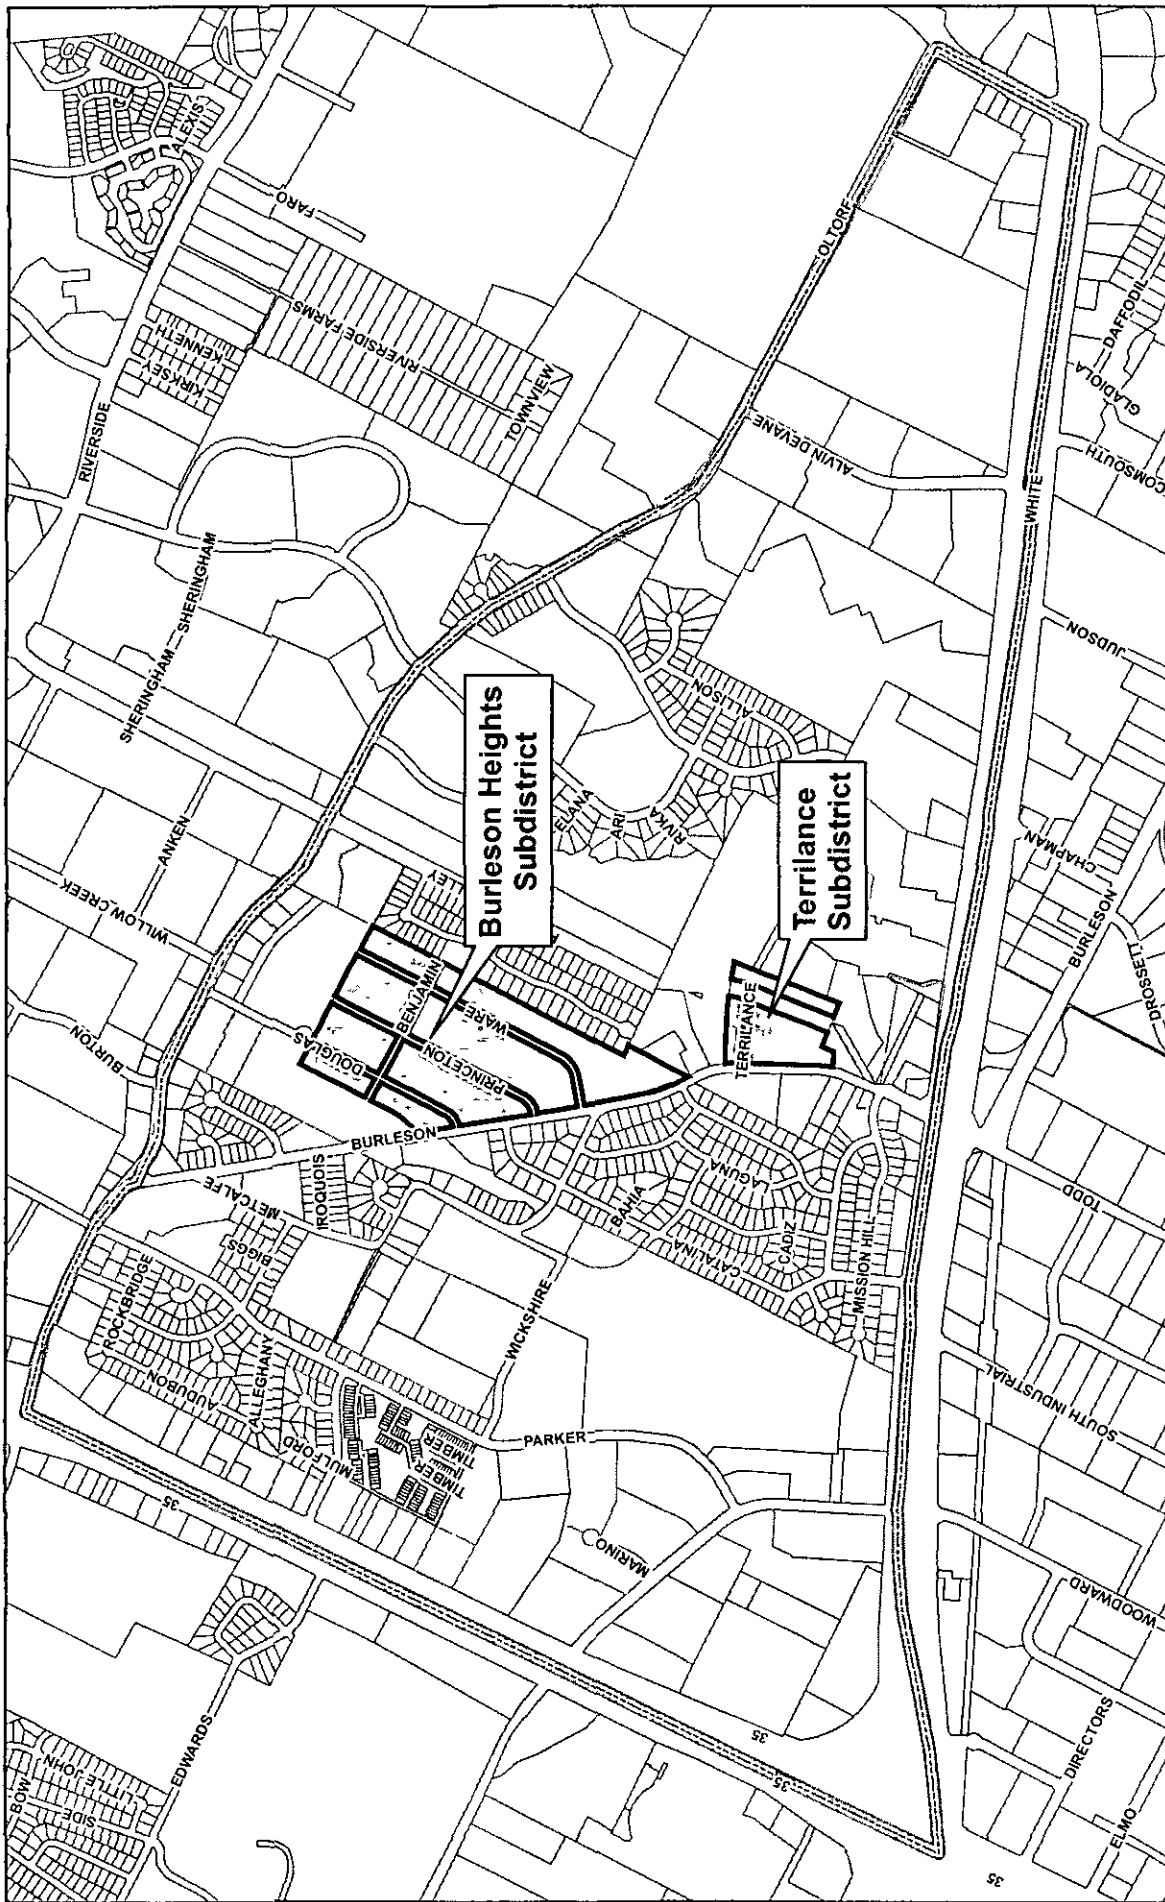 ALEXIS
FARO
RIVERSIDE FARMS
KENNETH
KIRKSEY
RIVERSIDE
TOWNVIEW
OLTORF
ALVIN DEVANE
WHITE
DAFFODIL
GLADIOLA
COMSOUTH
JUDSON
SHERINGHAM
SHERINGHAM
ANKEN
WILLOW CREEK
BURTON
ALLISON
ELANA
ARI
RIVKA
Burleson Heights
Subdistrict
Terrilance
Subdistrict
BENJAMIN
WARE
PRINCETON
DOUGLAS
TERRILANCE
CHAPMAN
BURLESON
DROSSETT
TODD
BURLESON
METCALFE
IROQUOIS
BIGGS
ROCKBRIDGE
ALLEGHANY
AUDUBON
MULFORD
TIMBER
TIMBER
WICKSHIRE
PARKER
MARINO
BAHIA
CATALINA
CADIZ
MISSION HILL
SOUTH INDUSTRIAL
WOODWARD
DIRECTORS
ELMO
35
35
35
35
EDWARDS
LITTLE JOHN
SIDE
BOW